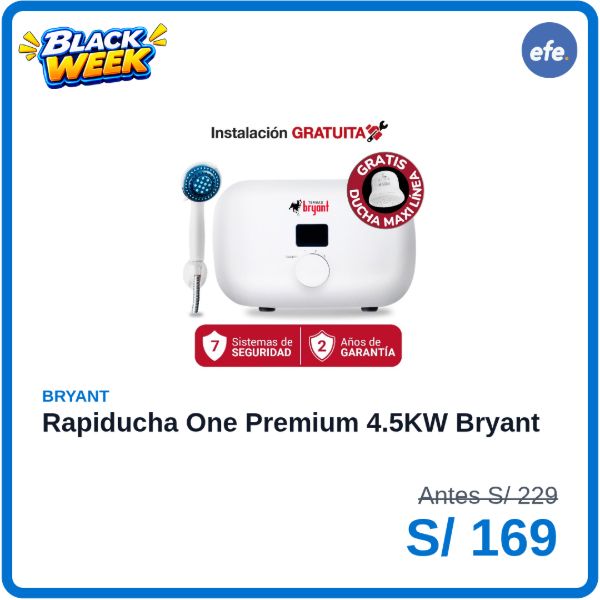 BLACK
WEEK
efe.
Instalación GRATUITA
GRATIS
DUCHA MAXI LÍNEA
TERMAS
bryant
7
Sistemas de
SEGURIDAD
2
Años de
GARANTÍA
BRYANT
Rapiducha One Premium 4.5KW Bryant
Antes S/ 229
S/ 169